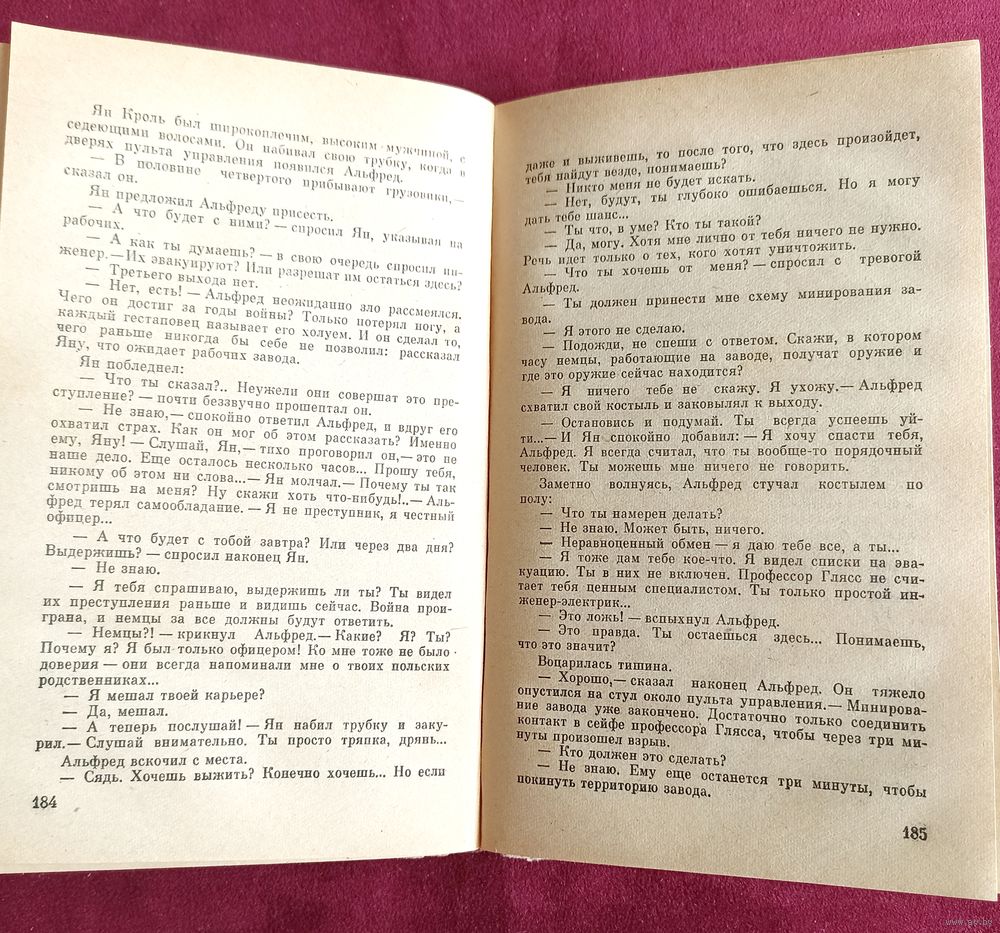 Ян Кроль был широкоплечим, высоким мужчиной, с
седеющими волосами. Он набивал свою трубку, когда в
дверях пульта управления появился Альфред.
— В половине четвертого прибывают грузовики,—
сказал он.
Ян предложил Альфреду присесть.
— А что будет с ними? — спросил Ян, указывая на
рабочих.
— А как ты думаешь? — в свою очередь спросил ин-
женер.— Их эвакуируют? Или разрешат им остаться здесь?
— Третьего выхода нет.
— Нет, есть! — Альфред неожиданно зло рассмеялся.
Чего он достиг за годы войны? Только потерял ногу, а
каждый гестаповец называет его холуем. И он сделал то,
чего раньше никогда бы себе не позволил: рассказал
Яну, что ожидает рабочих завода.
Ян побледнел:
— Что ты сказал?.. Неужели они совершат это пре-
ступление? — почти беззвучно прошептал он.
— Не знаю,— спокойно ответил Альфред, и вдруг его
охватил страх. Как он мог об этом рассказать? Именно
ему, Яну! — Слушай, Ян,— тихо проговорил он,— это не
наше дело. Еще осталось несколько часов... Прошу тебя,
никому об этом ни слова...— Ян молчал.— Почему ты так
смотришь на меня? Ну скажи хоть что-нибудь!..— Аль-
фред терял самообладание.— Я не преступник, я честный
офицер...
— А что будет с тобой завтра? Или через два дня?
Выдержишь? — спросил наконец Ян.
— Не знаю.
— Я тебя спрашиваю, выдержишь ли ты? Ты видел
их преступления раньше и видишь сейчас. Война прои-
грана, и немцы за все должны будут ответить.
— Немцы?! — крикнул Альфред.— Какие? Я? Ты?
Почему я? Я был только офицером! Ко мне тоже не было
доверия — они всегда напоминали мне о твоих польских
родственниках...
— Я мешал твоей карьере?
— Да, мешал.
— А теперь послушай! — Ян набил трубку и заку-
рил.— Слушай внимательно. Ты просто тряпка, дрянь...
Альфред вскочил с места.
— Сядь. Хочешь выжить? Конечно хочешь... Но если
184
даже и выживешь, то после того, что здесь произойдет,
тебя найдут везде, понимаешь?
— Никто меня не будет искать.
— Нет, будут, ты глубоко ошибаешься. Но я могу
дать тебе шанс...
— Ты что, в уме? Кто ты такой?
— Да, могу. Хотя мне лично от тебя ничего не нужно.
Речь идет только о тех, кого хотят уничтожить.
— Что ты хочешь от меня? — спросил с тревогой
Альфред.
— Ты должен принести мне схему минирования за-
вода.
— Я этого не сделаю.
— Подожди, не спеши с ответом. Скажи, в котором
часу немцы, работающие на заводе, получат оружие и
где это оружие сейчас находится?
— Я ничего тебе не скажу. Я ухожу.— Альфред
схватил свой костыль и заковылял к выходу.
— Остановись и подумай. Ты всегда успеешь уй-
ти...— И Ян спокойно добавил: — Я хочу спасти тебя,
Альфред. Я всегда считал, что ты вообще-то порядочный
человек. Ты можешь мне ничего не говорить.
Заметно волнуясь, Альфред стучал костылем по
полу:
— Что ты намерен делать?
— Не знаю. Может быть, ничего.
— Неравноценный обмен — я даю тебе все, а ты...
— Я тоже дам тебе кое-что. Я видел списки на эва-
куацию. Ты в них не включен. Профессор Глясс не счи-
тает тебя ценным специалистом. Ты только простой ин-
женер-электрик...
— Это ложь! — вспыхнул Альфред.
— Это правда. Ты остаешься здесь... Понимаешь,
что это значит?
Воцарилась тишина.
— Хорошо,— сказал наконец Альфред. Он тяжело
опустился на стул около пульта управления.— Минирова-
ние завода уже закончено. Достаточно только соединить
контакт в сейфе профессора Глясса, чтобы через три ми-
нуты произошел взрыв.
— Кто должен это сделать?
— Не знаю. Ему еще останется три минуты, чтобы
покинуть территорию завода.
185
www.ay.by